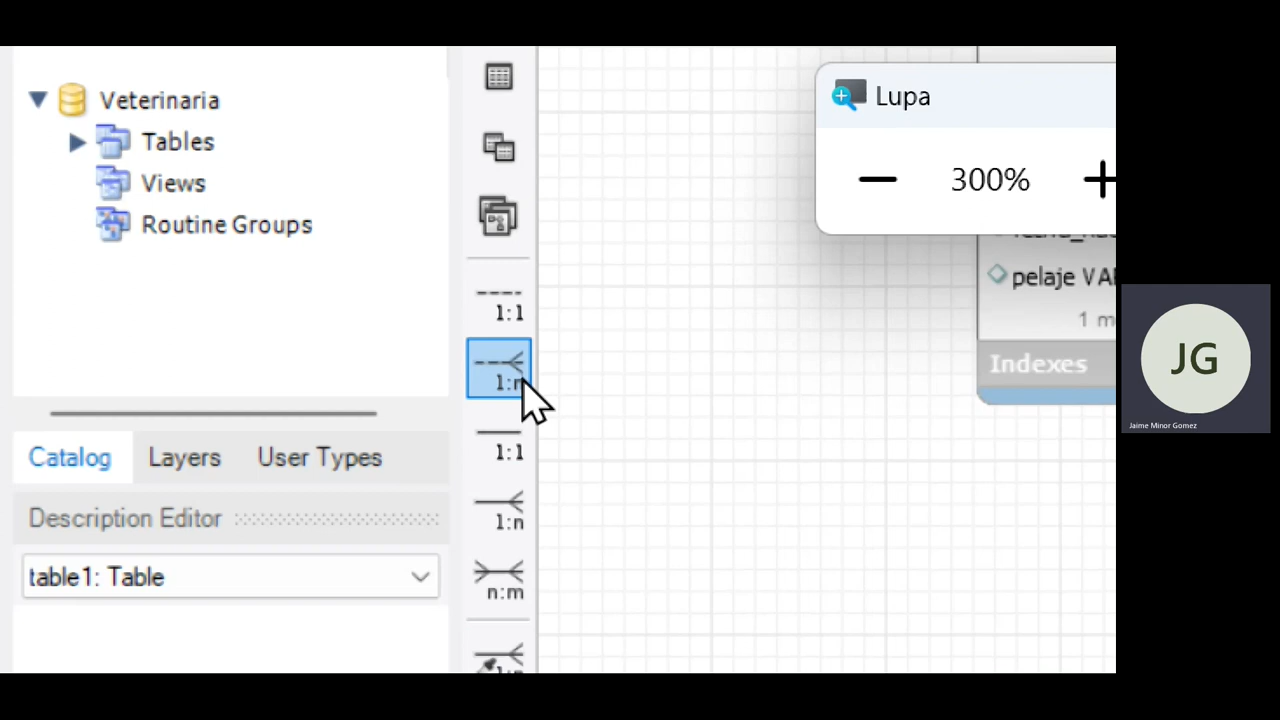 Veterinaria
Tables
Views
Routine Groups
Catalog
Layers
User Types
Description Editor
table1: Table
1:1
1:n
1:1
1:n
n:m
Lupa
300%
pelaje
Indexes
JG
Jaime Minor Gomez